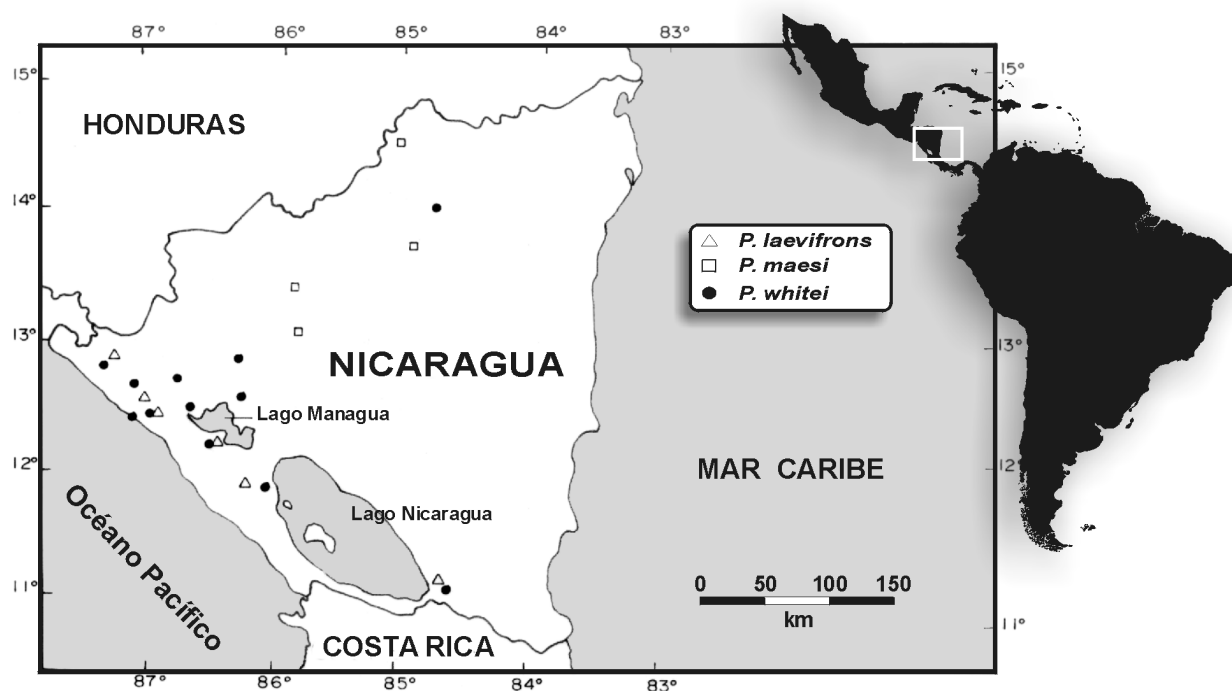 87° 86° 85° 84° 83°
15° 15°
HONDURAS
14°
P. laevifrons
P. maesi
P. whitei
13° 13°
NICARAGUA
Lago Managua
12° 12°
MAR CARIBE
Océano Pacífico
Lago Nicaragua
11° 11°
0 50 100 150
km
COSTA RICA
87° 86° 85° 84° 83°